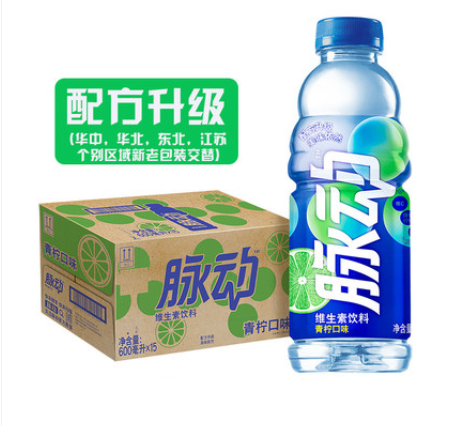 配方升级
(华中，华北，东北，江苏
个别区域新老包装交替)
青柠口味
脉动
维生素饮料
净含量:
600毫升×15
青柠口味
脉动
维生素饮料
青柠口味
净含量